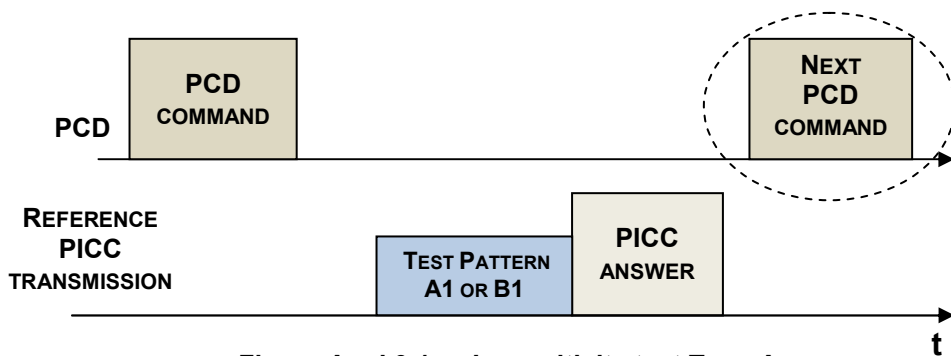 PCD
COMMAND
NEXT
PCD
COMMAND
PCD
REFERENCE
PICC
TRANSMISSION
TEST PATTERN
A1 OR B1
PICC
ANSWER
t